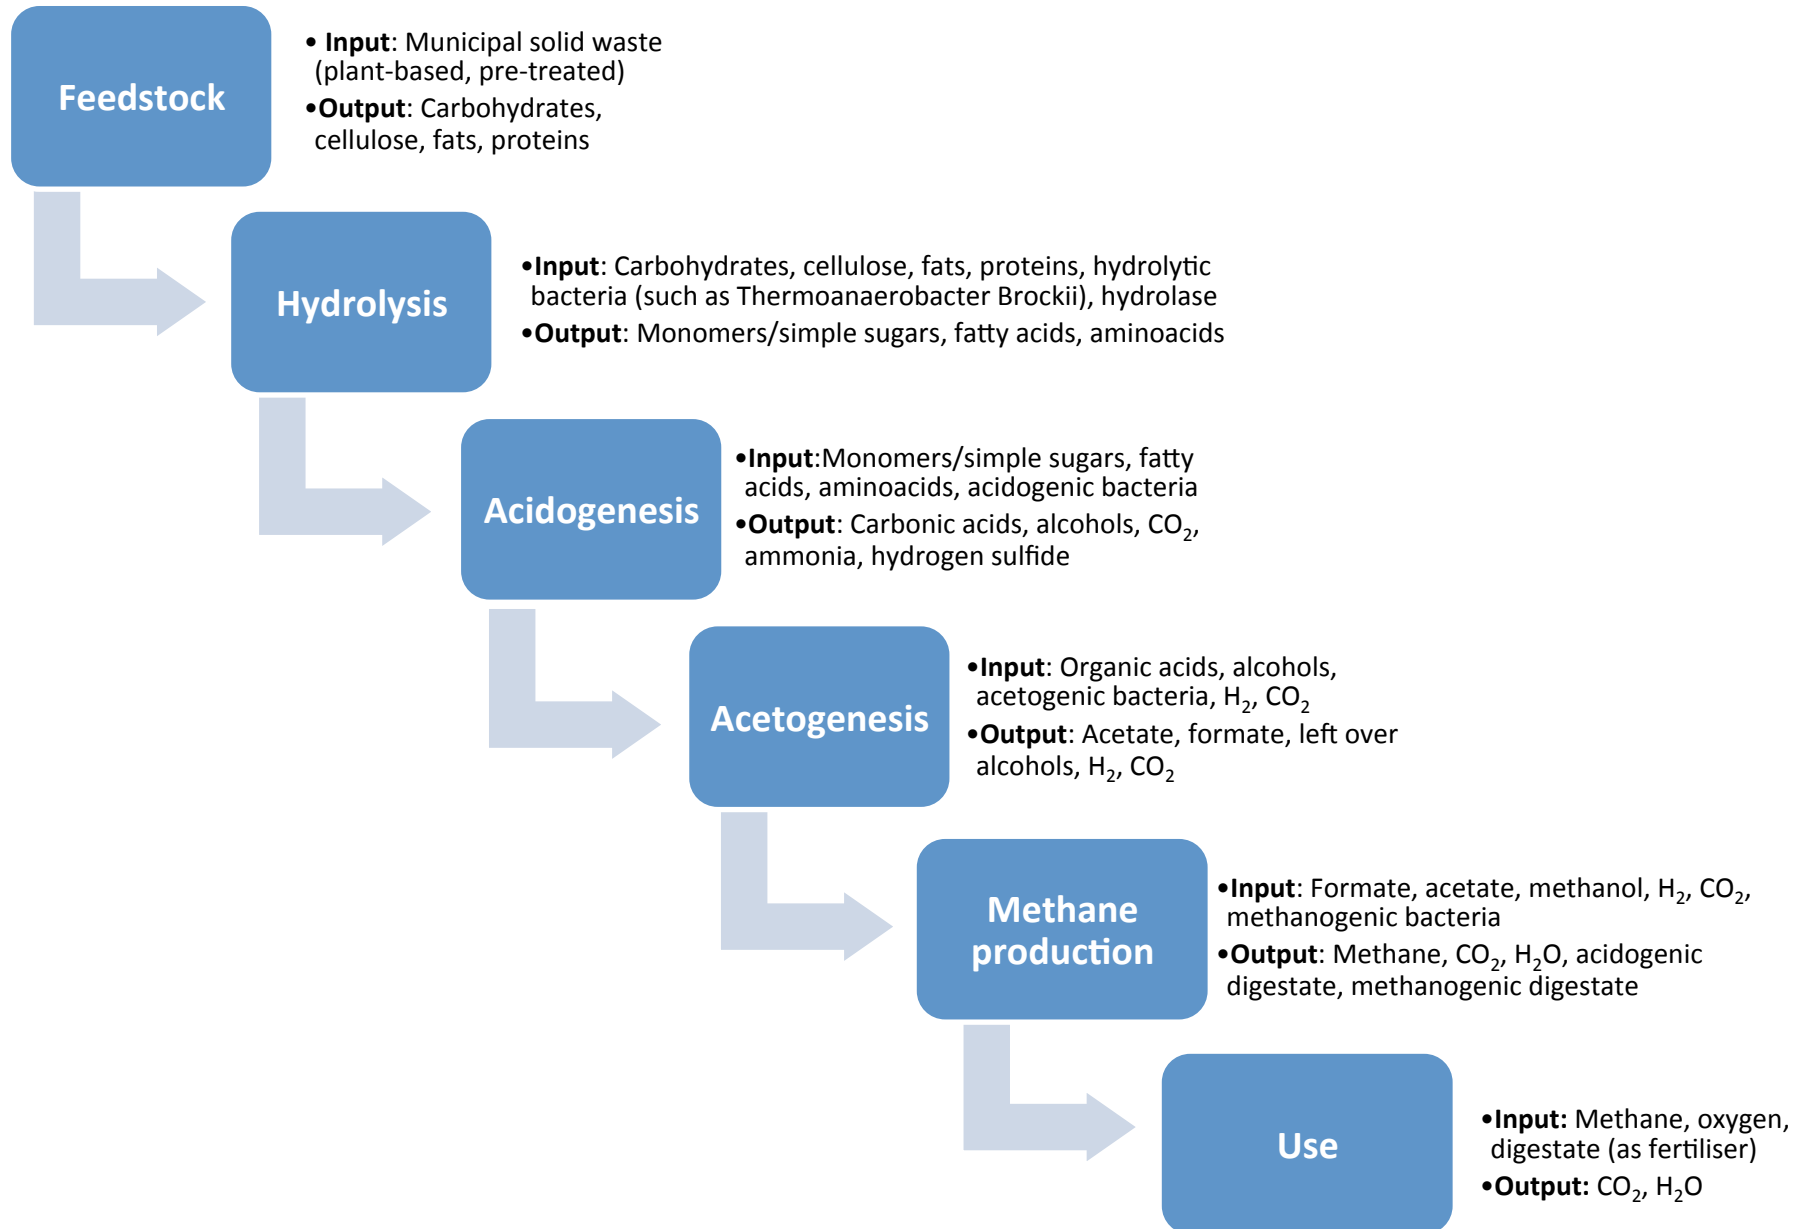 Feedstock
• Input: Municipal solid waste
(plant-based, pre-treated)
•Output: Carbohydrates,
cellulose, fats, proteins
Hydrolysis
•Input: Carbohydrates, cellulose, fats, proteins, hydrolytic
bacteria (such as Thermoanaerobacter Brockii), hydrolase
•Output: Monomers/simple sugars, fatty acids, aminoacids
Acidogenesis
•Input:Monomers/simple sugars, fatty
acids, aminoacids, acidogenic bacteria
•Output: Carbonic acids, alcohols, CO₂,
ammonia, hydrogen sulfide
Acetogenesis
•Input: Organic acids, alcohols,
acetogenic bacteria, H₂, CO₂
•Output: Acetate, formate, left over
alcohols, H₂, CO₂
Methane
production
•Input: Formate, acetate, methanol, H₂, CO₂,
methanogenic bacteria
•Output: Methane, CO₂, H₂O, acidogenic
digestate, methanogenic digestate
Use
•Input: Methane, oxygen,
digestate (as fertiliser)
•Output: CO₂, H₂O